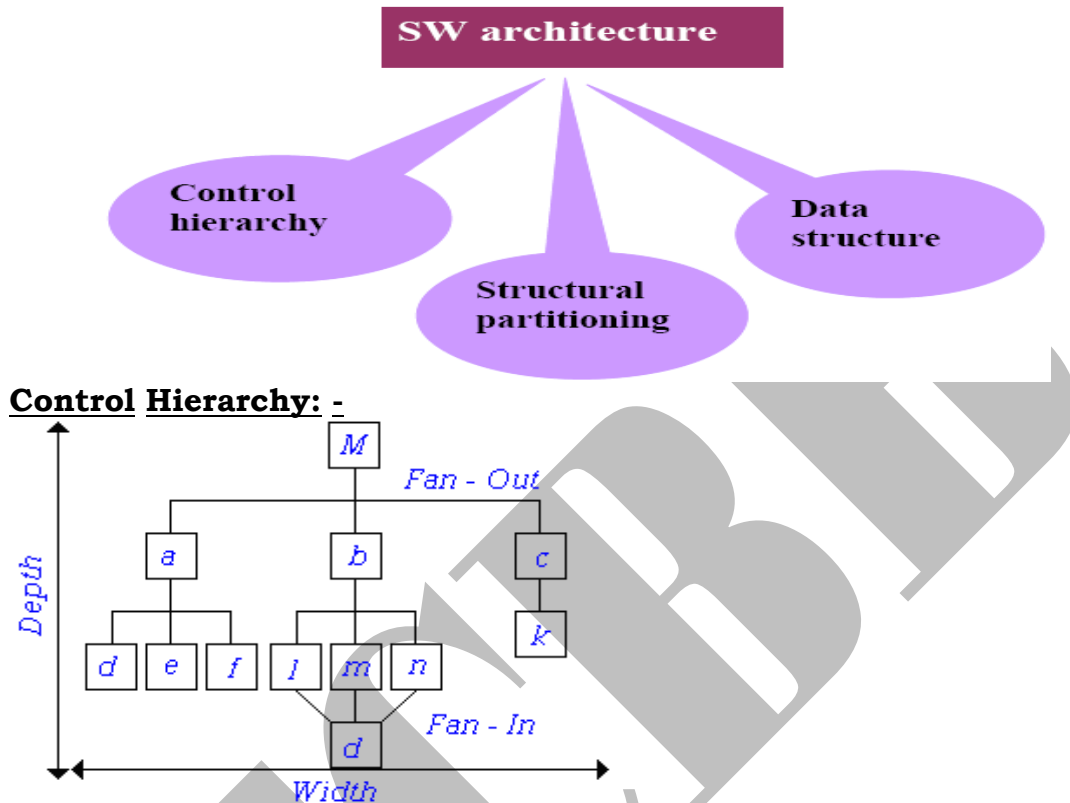 SW architecture
Control
hierarchy
Data
structure
Structural
partitioning
Control Hierarchy: -
M
Fan - Out
a b c
Depth
k
d e f l m n
Fan - In
d
Width